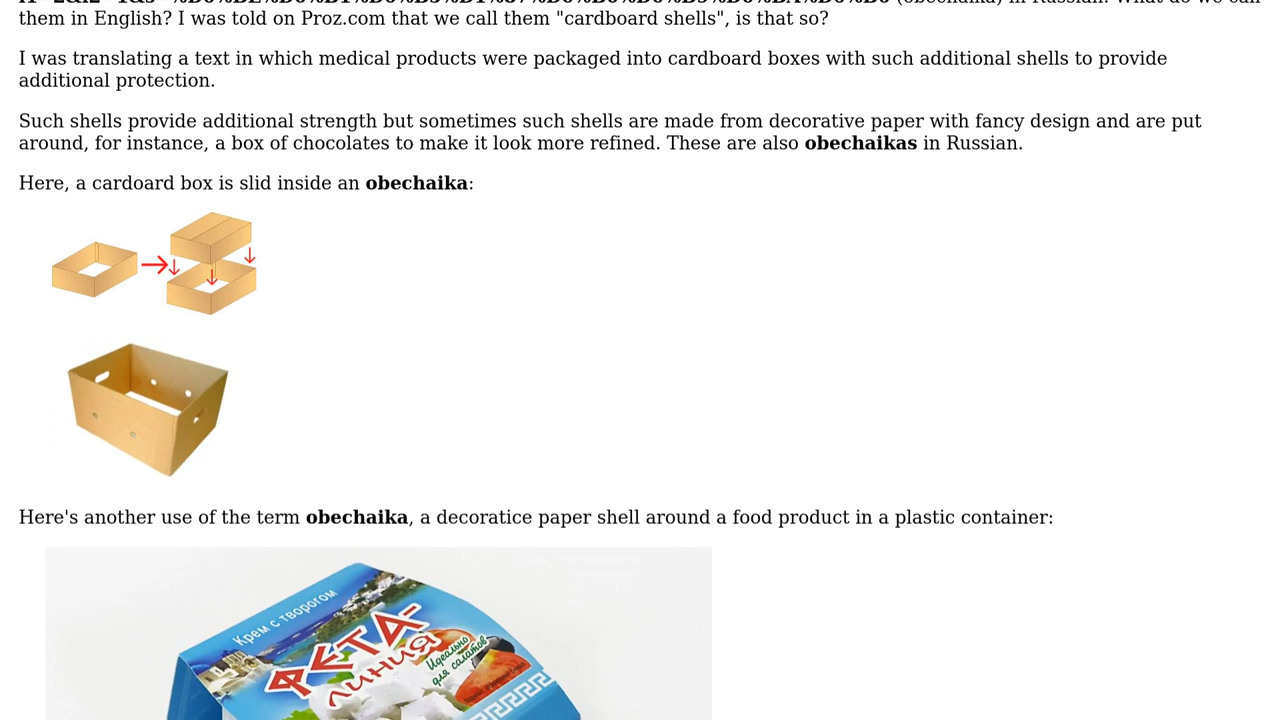 them in English? I was told on Proz.com that we call them "cardboard shells", is that so?
I was translating a text in which medical products were packaged into cardboard boxes with such additional shells to provide
additional protection.
Such shells provide additional strength but sometimes such shells are made from decorative paper with fancy design and are put
around, for instance, a box of chocolates to make it look more refined. These are also obechaikas in Russian.
Here, a cardoard box is slid inside an obechaika:
Here's another use of the term obechaika, a decoratice paper shell around a food product in a plastic container:
Крем с творогом
ФЕТА-
линия
Идеально
для салатов